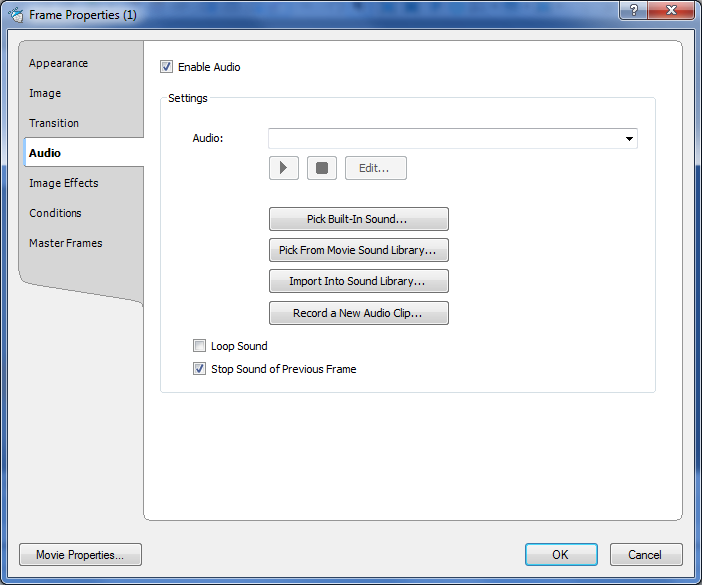 Frame Properties (1)
?
Appearance
Image
Transition
Audio
Image Effects
Conditions
Master Frames
Enable Audio
Settings
Audio:
Edit...
Pick Built-In Sound...
Pick From Movie Sound Library...
Import Into Sound Library...
Record a New Audio Clip...
Loop Sound
Stop Sound of Previous Frame
Movie Properties...
OK
Cancel